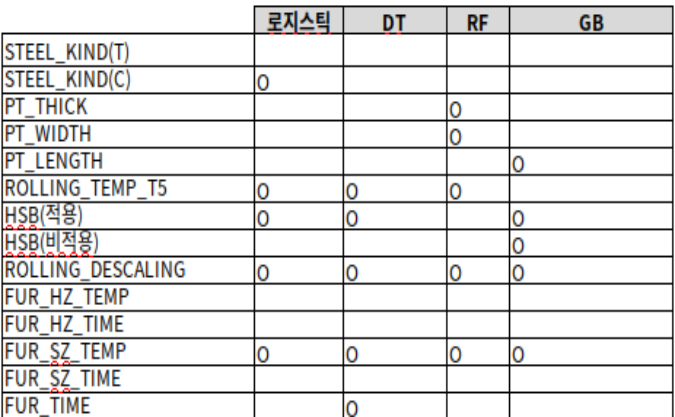 로지스틱 DT RF GB
STEEL_KIND(T)
STEEL_KIND(C) O
PT_THICK O
PT_WIDTH O
PT_LENGTH O
ROLLING_TEMP_T5 O O O
HSB(적용) O O O
HSB(비적용) O
ROLLING_DESCALING O O O O
FUR_HZ_TEMP
FUR_HZ_TIME
FUR_SZ_TEMP O O O O
FUR_SZ_TIME
FUR_TIME O